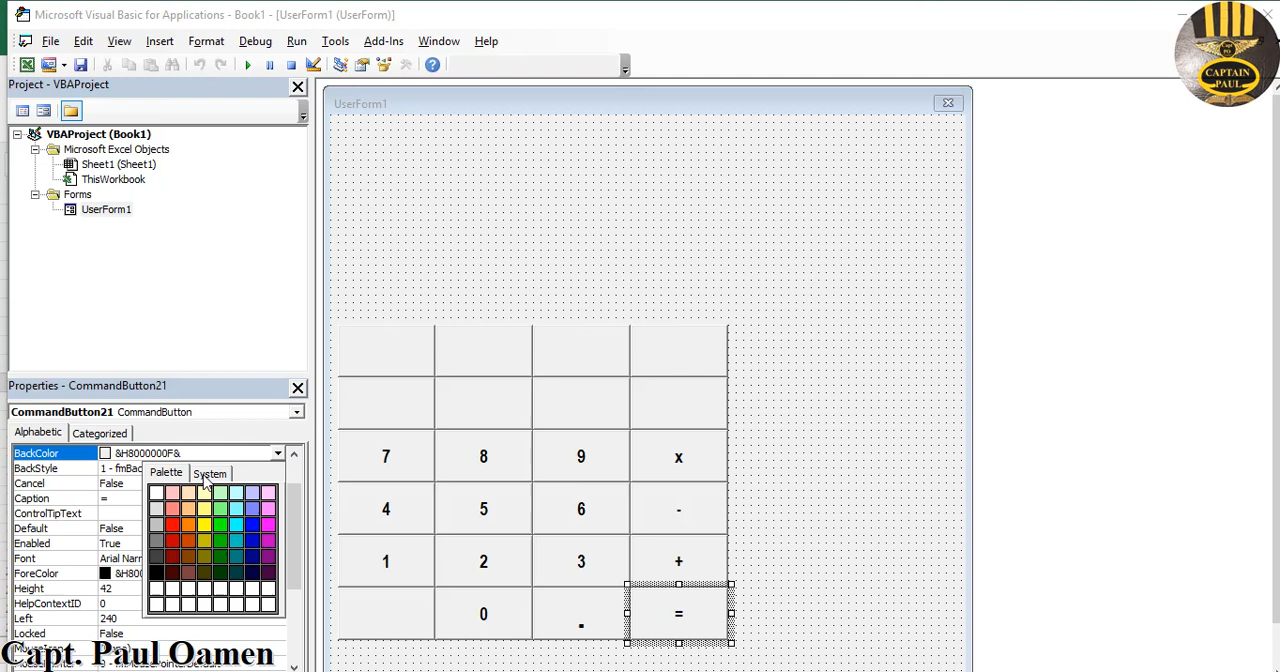 Microsoft Visual Basic for Applications - Book1 - [UserForm1 (UserForm)]
File Edit View Insert Format Debug Run Tools Add-Ins Window Help
Capt PO
CAPTAIN
PAUL
Project - VBAProject
VBAProject (Book1)
Microsoft Excel Objects
Sheet1 (Sheet1)
ThisWorkbook
Forms
UserForm1
UserForm1
7 8 9 x
4 5 6 -
1 2 3 +
0 . =
Properties - CommandButton21
CommandButton21 CommandButton
Alphabetic Categorized
BackColor &H8000000F&
BackStyle 1 - fmBac
Palette System
Cancel False
Caption =
ControlTipText
Default False
Enabled True
Font Arial Narr
ForeColor &H800
Height 42
HelpContextID 0
Left 240
Locked False
Capt. Paul Oamen